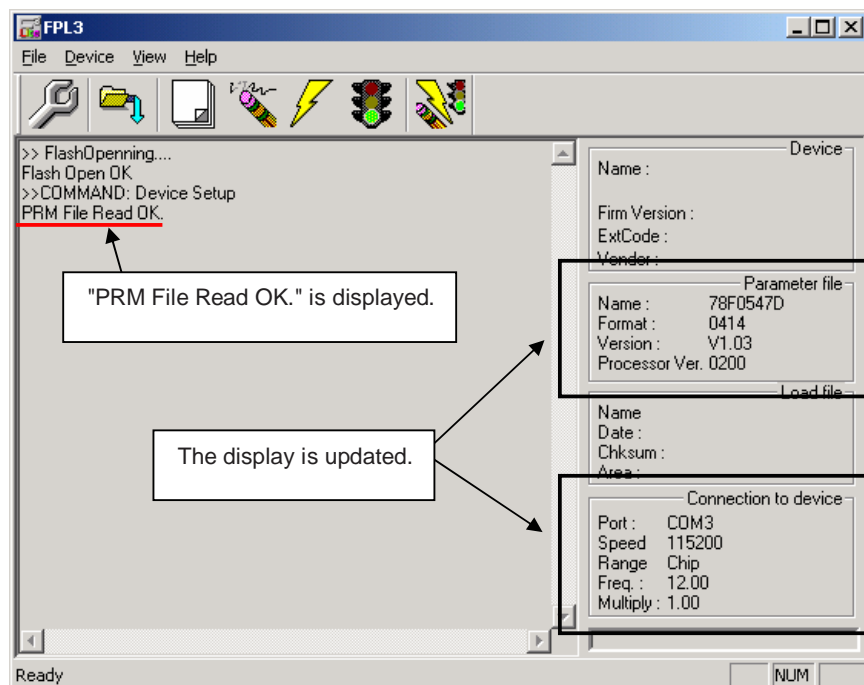 FPL3
File Device View Help
>> FlashOpenning....
Flash Open OK
>>COMMAND: Device Setup
PRM File Read OK.
"PRM File Read OK." is displayed.
The display is updated.
Device
Name :
Firm Version :
ExtCode :
Vendor :
Parameter file
Name : 78F0547D
Format : 0414
Version : V1.03
Processor Ver. 0200
Load file
Name
Date :
Chksum :
Area :
Connection to device
Port : COM3
Speed 115200
Range Chip
Freq. : 12.00
Multiply : 1.00
Ready
NUM